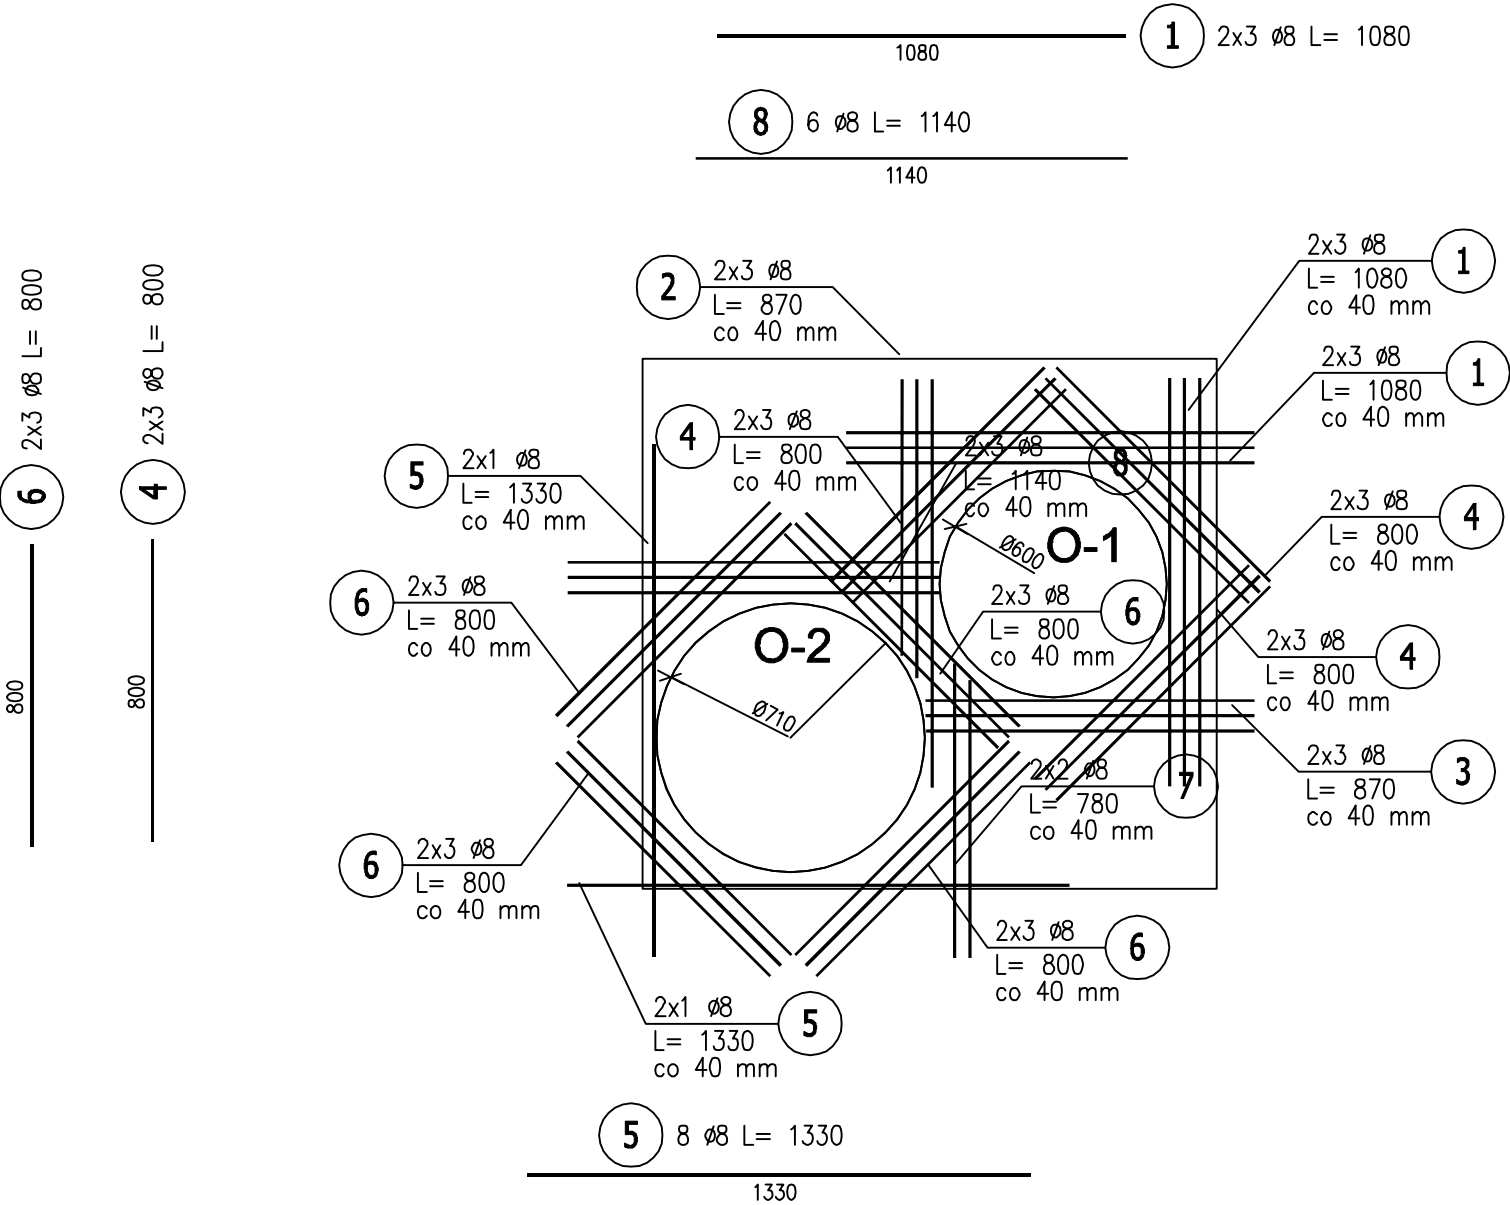 1 2x3 ø8 L= 1080
1080
8 6 ø8 L= 1140
1140
6 2x3 ø8 L= 800
800
4 2x3 ø8 L= 800
800
2 2x3 ø8
L= 870
co 40 mm
2x3 ø8 1
L= 1080
co 40 mm
2x3 ø8 1
L= 1080
co 40 mm
4 2x3 ø8
L= 800
co 40 mm
2x3 ø8 8
L= 1140
co 40 mm
5 2x1 ø8
L= 1330
co 40 mm
2x3 ø8 4
L= 800
co 40 mm
Ø600
O-1
6 2x3 ø8
L= 800
co 40 mm
2x3 ø8 6
L= 800
co 40 mm
O-2
Ø710
2x3 ø8 4
L= 800
co 40 mm
2x3 ø8 3
L= 870
co 40 mm
2x2 ø8 7
L= 780
co 40 mm
6 2x3 ø8
L= 800
co 40 mm
2x3 ø8 6
L= 800
co 40 mm
2x1 ø8 5
L= 1330
co 40 mm
5 8 ø8 L= 1330
1330